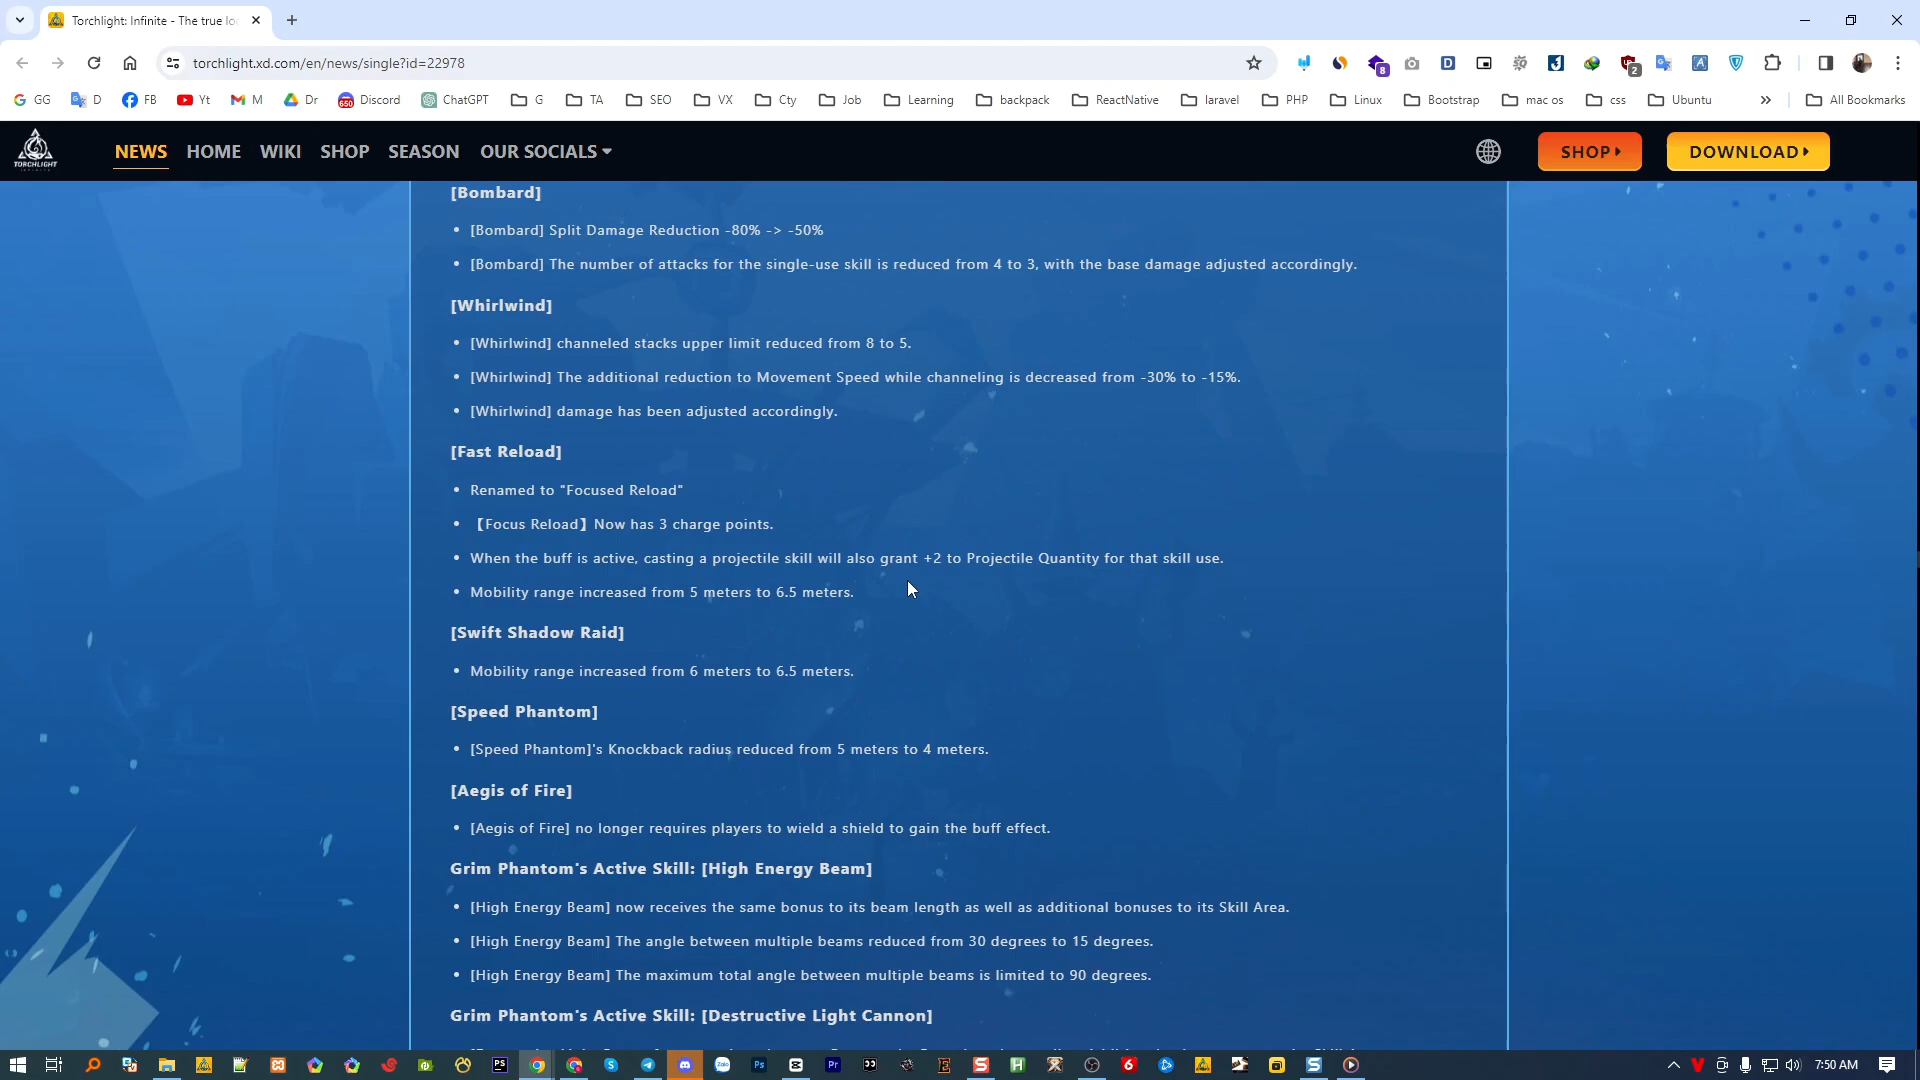 Torchlight: Infinite - The true lo
torchlight.xd.com/en/news/single?id=22978
8
2
GG
D
FB
Yt
M
Dr
Discord
ChatGPT
G
TA
SEO
VX
Cty
Job
Learning
backpack
ReactNative
laravel
PHP
Linux
Bootstrap
mac os
css
Ubuntu
All Bookmarks
TORCHLIGHT
NEWS
HOME
WIKI
SHOP
SEASON
OUR SOCIALS
SHOP
DOWNLOAD
[Bombard]
• [Bombard] Split Damage Reduction -80% -> -50%
• [Bombard] The number of attacks for the single-use skill is reduced from 4 to 3, with the base damage adjusted accordingly.
[Whirlwind]
• [Whirlwind] channeled stacks upper limit reduced from 8 to 5.
• [Whirlwind] The additional reduction to Movement Speed while channeling is decreased from -30% to -15%.
• [Whirlwind] damage has been adjusted accordingly.
[Fast Reload]
• Renamed to "Focused Reload"
• 【Focus Reload】Now has 3 charge points.
• When the buff is active, casting a projectile skill will also grant +2 to Projectile Quantity for that skill use.
• Mobility range increased from 5 meters to 6.5 meters.
[Swift Shadow Raid]
• Mobility range increased from 6 meters to 6.5 meters.
[Speed Phantom]
• [Speed Phantom]'s Knockback radius reduced from 5 meters to 4 meters.
[Aegis of Fire]
• [Aegis of Fire] no longer requires players to wield a shield to gain the buff effect.
Grim Phantom's Active Skill: [High Energy Beam]
• [High Energy Beam] now receives the same bonus to its beam length as well as additional bonuses to its Skill Area.
• [High Energy Beam] The angle between multiple beams reduced from 30 degrees to 15 degrees.
• [High Energy Beam] The maximum total angle between multiple beams is limited to 90 degrees.
Grim Phantom's Active Skill: [Destructive Light Cannon]
7:50 AM